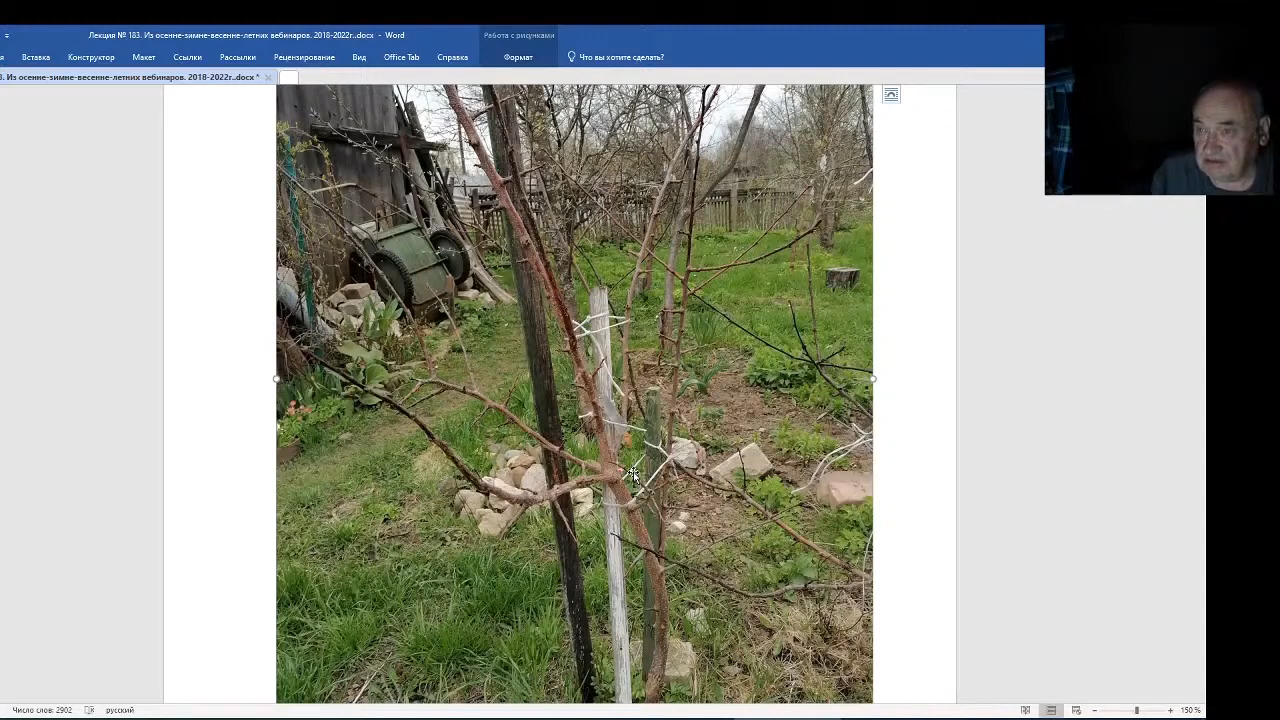 Лекция № 183. Из осенне-зимне-весенне-летних вебинаров. 2018-2022г..docx - Word
Работа с рисунками
я Вставка Конструктор Макет Ссылки Рассылки Рецензирование Вид Office Tab Справка Формат Что вы хотите сделать?
3. Из осенне-зимне-весенне-летних вебинаров. 2018-2022г..docx *
Число слов: 2902 русский 150 %